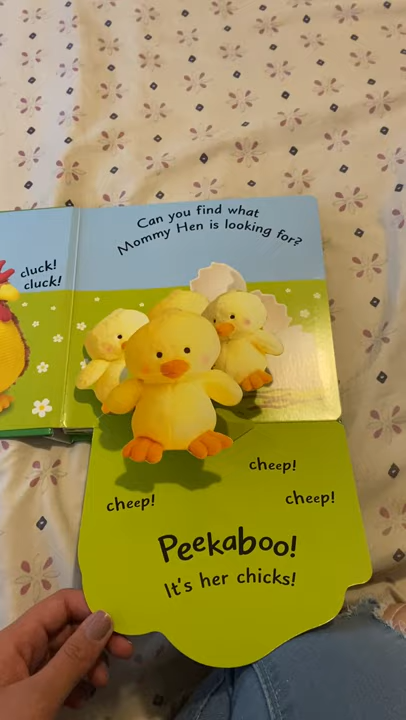 cluck!
cluck!
Can you find what
Mommy Hen is looking for?
cheep!
cheep!
cheep!
Peekaboo!
It's her chicks!